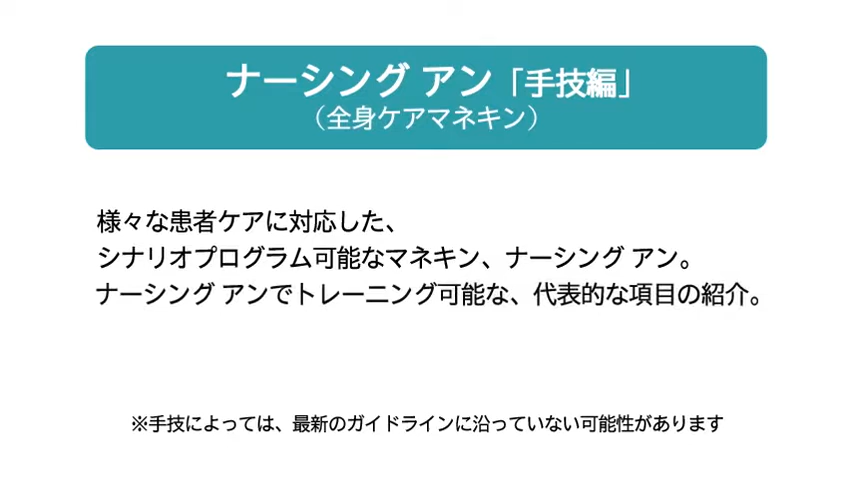 ナーシング アン「手技編」
（全身ケアマネキン）
様々な患者ケアに対応した、
シナリオプログラム可能なマネキン、ナーシング アン。
ナーシング アンでトレーニング可能な、代表的な項目の紹介。
※手技によっては、最新のガイドラインに沿っていない可能性があります